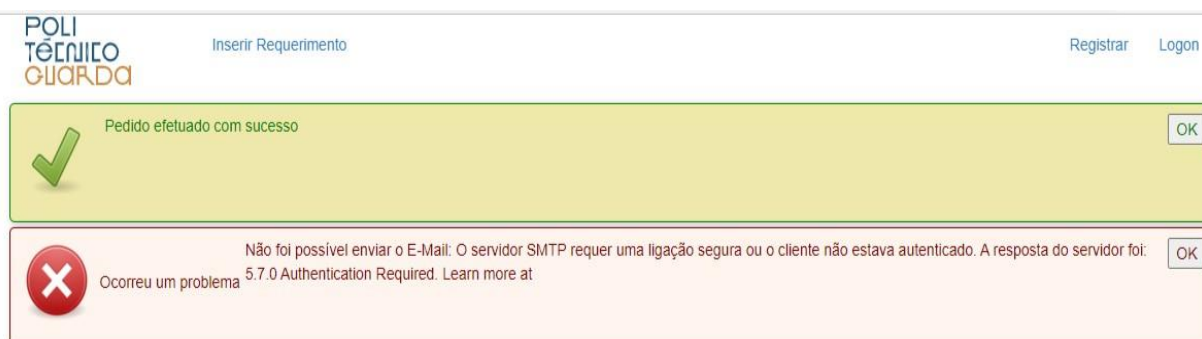 POLI
TÉCNICO
GUARDA
Inserir Requerimento
Registrar
Logon
Pedido efetuado com sucesso
OK
Ocorreu um problema
Não foi possível enviar o E-Mail: O servidor SMTP requer uma ligação segura ou o cliente não estava autenticado. A resposta do servidor foi:
5.7.0 Authentication Required. Learn more at
OK